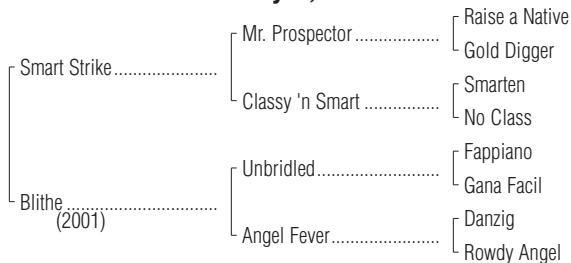 Raise a Native
Mr. Prospector ..................
Gold Digger
Smart Strike ......................
Smarten
Classy 'n Smart ................
No Class
Fappiano
Unbridled .........................
Gana Facil
Blithe ................................
(2001)
Danzig
Angel Fever ......................
Rowdy Angel